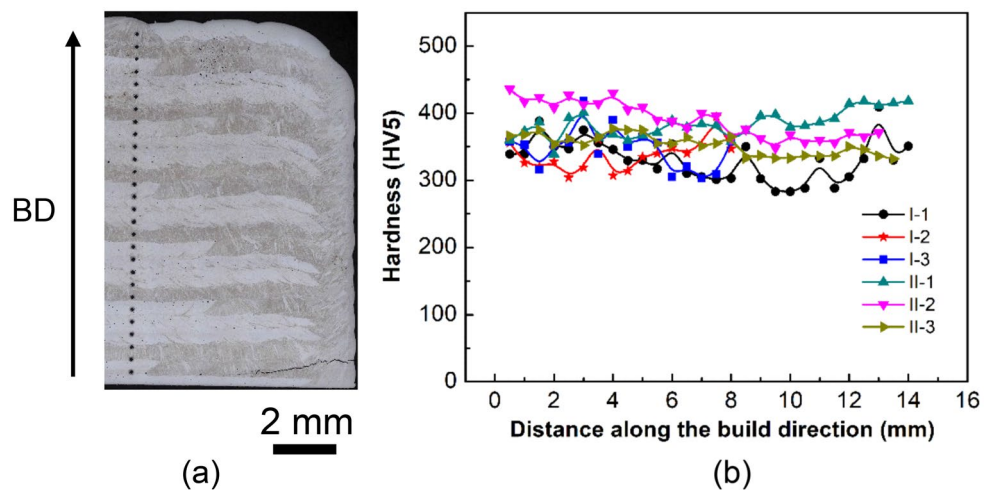 BD
2 mm
(a)
500
400
300
200
100
0
Hardness (HV5)
I-1
I-2
I-3
II-1
II-2
II-3
0 2 4 6 8 10 12 14 16
Distance along the build direction (mm)
(b)